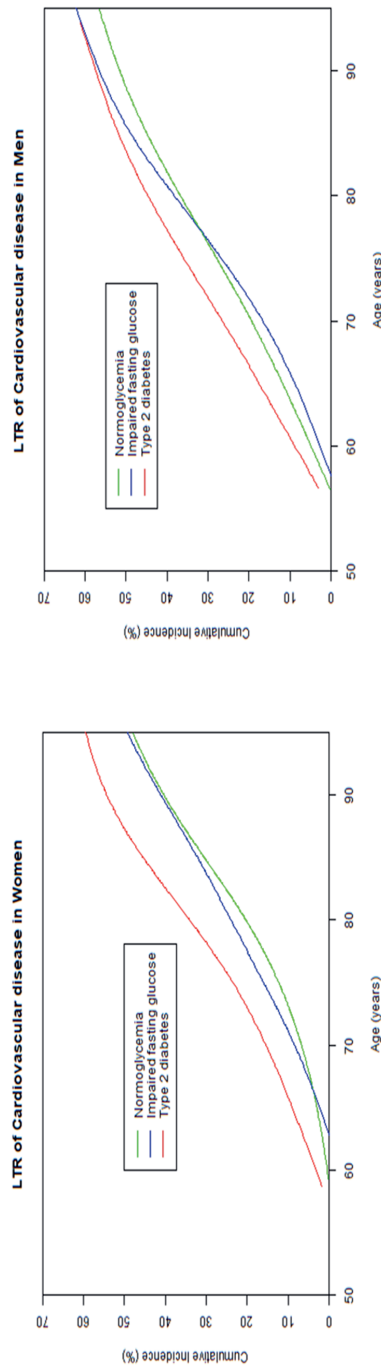 LTR of Cardiovascular disease in Women
Cumulative Incidence (%)
70
60
50
40
30
20
10
0
Normoglycemia
Impaired fasting glucose
Type 2 diabetes
50
60
70
80
90
Age (years)
LTR of Cardiovascular disease in Men
Cumulative Incidence (%)
70
60
50
40
30
20
10
0
Normoglycemia
Impaired fasting glucose
Type 2 diabetes
50
60
70
80
90
Age (years)